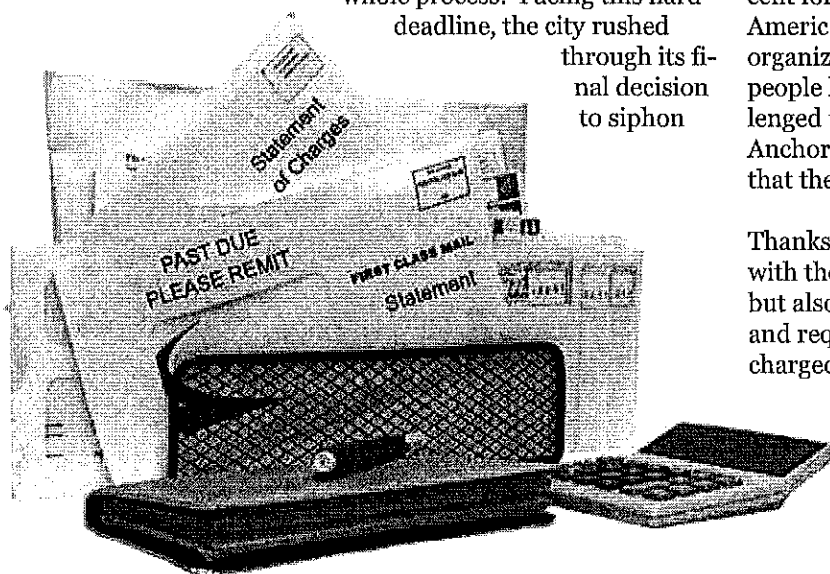 whole process. Facing this hard
deadline, the city rushed
through its fi-
nal decision
to siphon
Statement
of Charges
PAST DUE
PLEASE REMIT
FIRST CLASS MAIL
Statement
cent for
Americ
organiz
people
lenged
Anchor
that the
Thanks
with the
but also
and req
charged